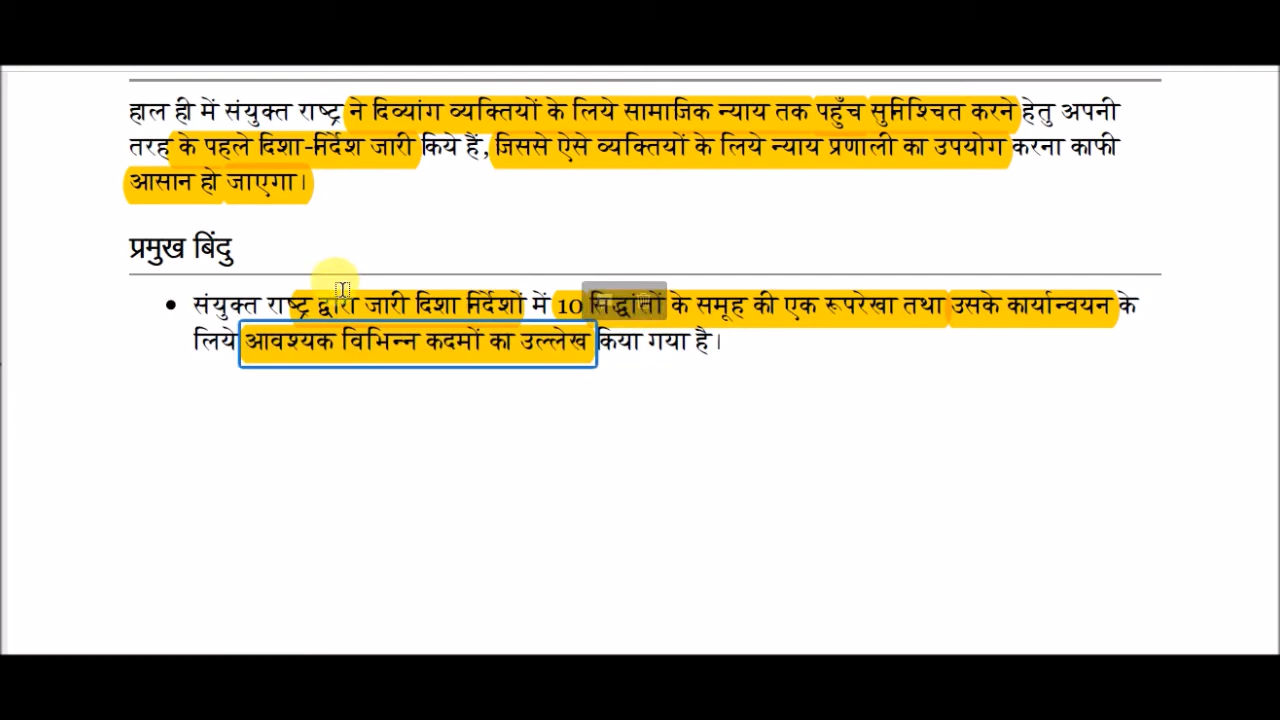 हाल ही में संयुक्त राष्ट्र ने दिव्यांग व्यक्तियों के लिये सामाजिक न्याय तक पहुँच सुनिश्चित करने हेतु अपनी
तरह के पहले दिशा-निर्देश जारी किये हैं, जिससे ऐसे व्यक्तियों के लिये न्याय प्रणाली का उपयोग करना काफी
आसान हो जाएगा।
प्रमुख बिंदु
• संयुक्त राष्ट्र द्वारा जारी दिशा निर्देशों में 10 सिद्धांतों के समूह की एक रूपरेखा तथा उसके कार्यान्वयन के
लिये आवश्यक विभिन्न कदमों का उल्लेख किया गया है।